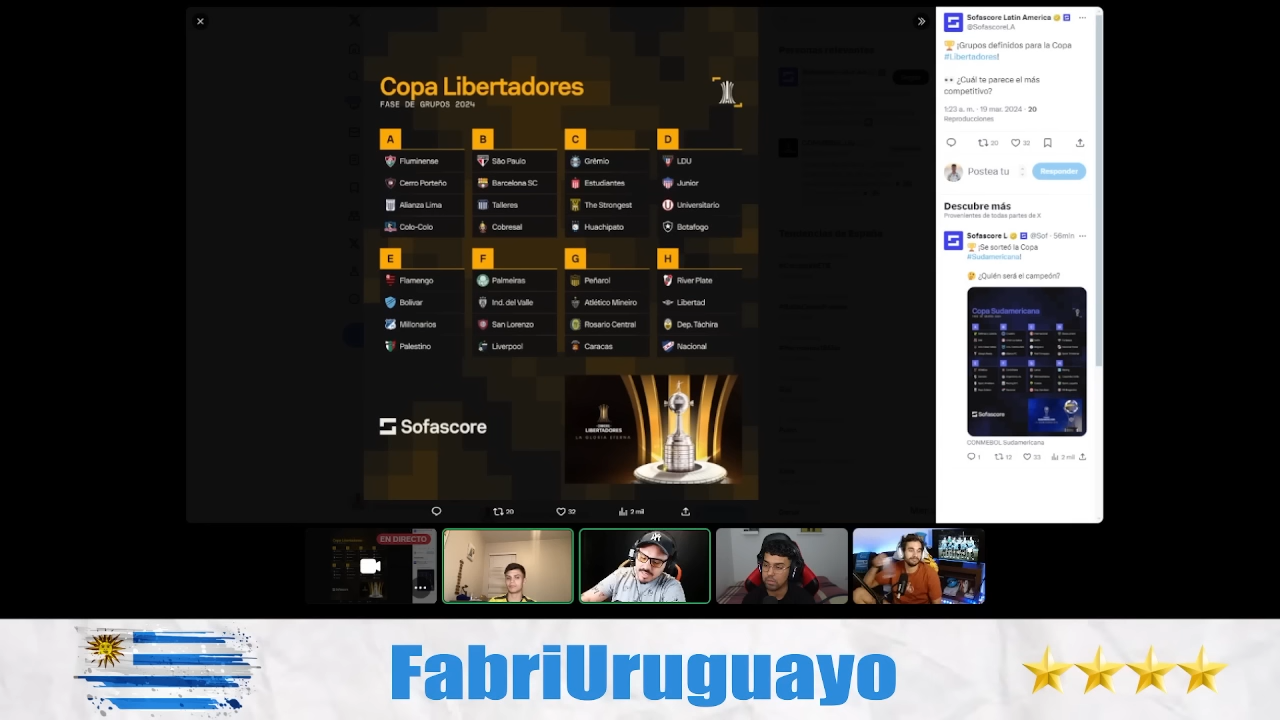 Copa Libertadores
FASE DE GRUPOS 2024
A
Fluminense
Cerro Porteño
Alianza Lima
Colo-Colo
B
São Paulo
Barcelona SC
Talleres
Cobresal
C
Grêmio
Estudiantes
The Strongest
Huachipato
D
LDU
Junior
Universitario
Botafogo
E
Flamengo
Bolívar
Millonarios
Palestino
F
Palmeiras
Ind. del Valle
San Lorenzo
Liverpool
G
Peñarol
Atlético Mineiro
Rosario Central
Caracas
H
River Plate
Libertad
Dep. Táchira
Nacional
Sofascore
LIBERTADORES
LA GLORIA ETERNA
20
32
2 mil
Sofascore Latin America
@SofascoreLA
¡Grupos definidos para la Copa
#Libertadores!
¿Cuál te parece el más
competitivo?
1:23 a. m. · 19 mar. 2024 · 20
Reproducciones
20
32
Postea tu
Responder
Descubre más
Provenientes de todas partes de X
Sofascore L @Sof · 56min
¡Se sorteó la Copa
#Sudamericana!
¿Quién será el campeón?
Copa Sudamericana
Sofascore
CONMEBOL Sudamericana
1
12
33
2 mil
EN DIRECTO
FabriUruguayo